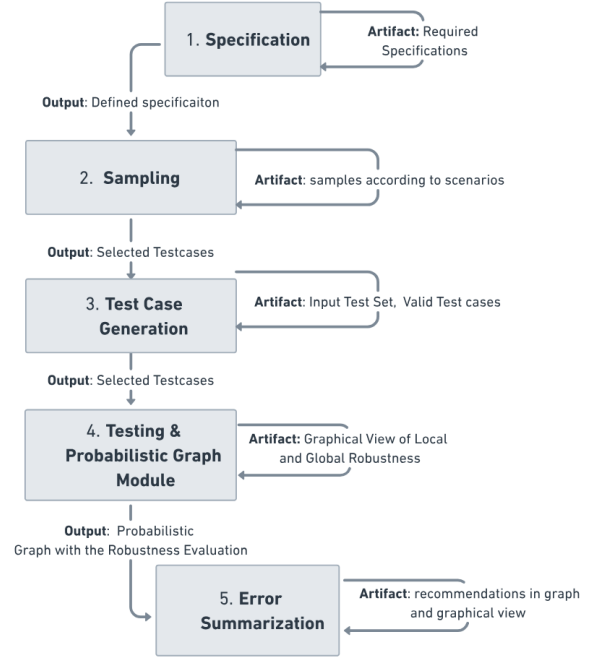 1. Specification
Artifact: Required
Specifications
Output: Defined specificaiton
2. Sampling
Artifact: samples according to scenarios
Output: Selected Testcases
3. Test Case
Generation
Artifact: Input Test Set, Valid Test cases
Output: Selected Testcases
4. Testing &
Probabilistic Graph
Module
Artifact: Graphical View of Local
and Global Robustness
Output: Probabilistic
Graph with the Robustness Evaluation
5. Error
Summarization
Artifact: recommendations in graph
and graphical view